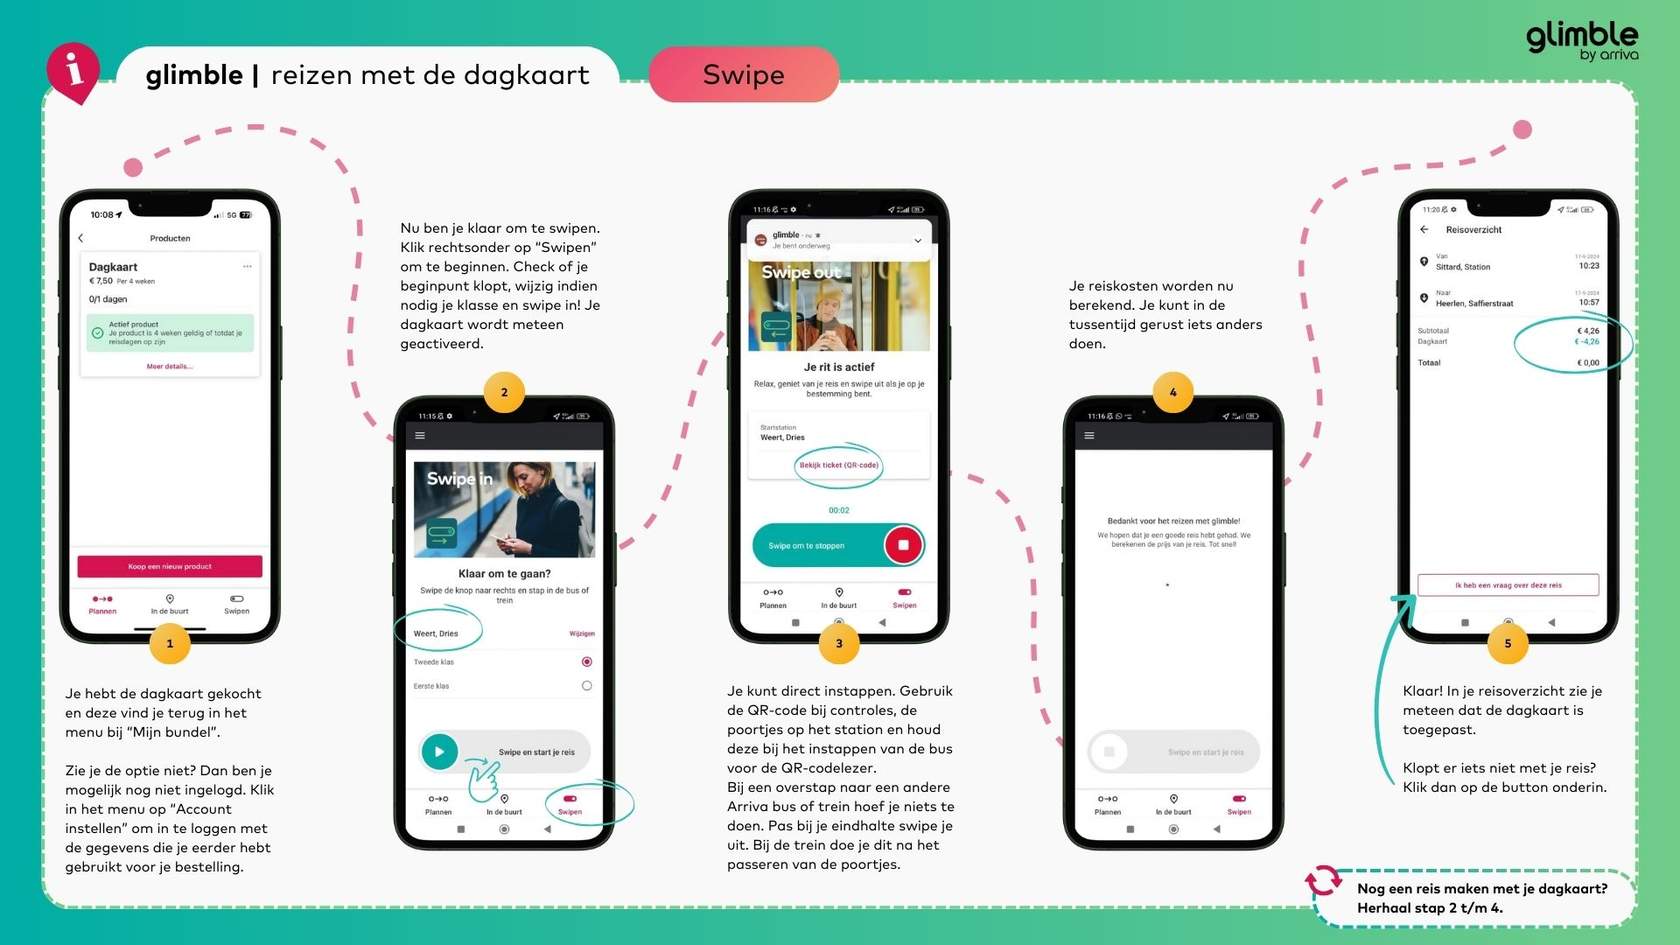 glimble | reizen met de dagkaart
Swipe
glimble
by arriva
10:08
5G 77
Producten
Dagkaart
€ 7,50 Per 4 weken
0/1 dagen
Actief product
Je product is 4 weken geldig of totdat je
reisdagen op zijn
Meer details...
Koop een nieuw product
Plannen
In de buurt
Swipen
1
Je hebt de dagkaart gekocht
en deze vind je terug in het
menu bij “Mijn bundel”.
Zie je de optie niet? Dan ben je
mogelijk nog niet ingelogd. Klik
in het menu op “Account
instellen” om in te loggen met
de gegevens die je eerder hebt
gebruikt voor je bestelling.
Nu ben je klaar om te swipen.
Klik rechtsonder op “Swipen”
om te beginnen. Check of je
beginpunt klopt, wijzig indien
nodig je klasse en swipe in! Je
dagkaart wordt meteen
geactiveerd.
2
11:15
Swipe in
Klaar om te gaan?
Swipe de knop naar rechts en stap in de bus of
trein
Weert, Dries
Wijzigen
Tweede klas
Eerste klas
Swipe en start je reis
Plannen
In de buurt
Swipen
11:16
glimble · nu
Je bent onderweg
Swipe out
Je rit is actief
Relax, geniet van je reis en swipe uit als je op je
bestemming bent.
Startstation
Weert, Dries
Bekijk ticket (QR-code)
00:02
Swipe om te stoppen
Plannen
In de buurt
Swipen
3
Je kunt direct instappen. Gebruik
de QR-code bij controles, de
poortjes op het station en houd
deze bij het instappen van de bus
voor de QR-codelezer.
Bij een overstap naar een andere
Arriva bus of trein hoef je niets te
doen. Pas bij je eindhalte swipe je
uit. Bij de trein doe je dit na het
passeren van de poortjes.
Je reiskosten worden nu
berekend. Je kunt in de
tussentijd gerust iets anders
doen.
4
11:16
Bedankt voor het reizen met glimble!
We hopen dat je een goede reis hebt gehad. We
berekenen de prijs van je reis. Tot snel!
Swipe en start je reis
Plannen
In de buurt
Swipen
11:20
Reisoverzicht
Van
17-9-2024
Sittard, Station
10:23
Naar
17-9-2024
Heerlen, Saffierstraat
10:57
Subtotaal
€ 4,26
Dagkaart
€ -4,26
Totaal
€ 0,00
Ik heb een vraag over deze reis
5
Klaar! In je reisoverzicht zie je
meteen dat de dagkaart is
toegepast.
Klopt er iets niet met je reis?
Klik dan op de button onderin.
Nog een reis maken met je dagkaart?
Herhaal stap 2 t/m 4.